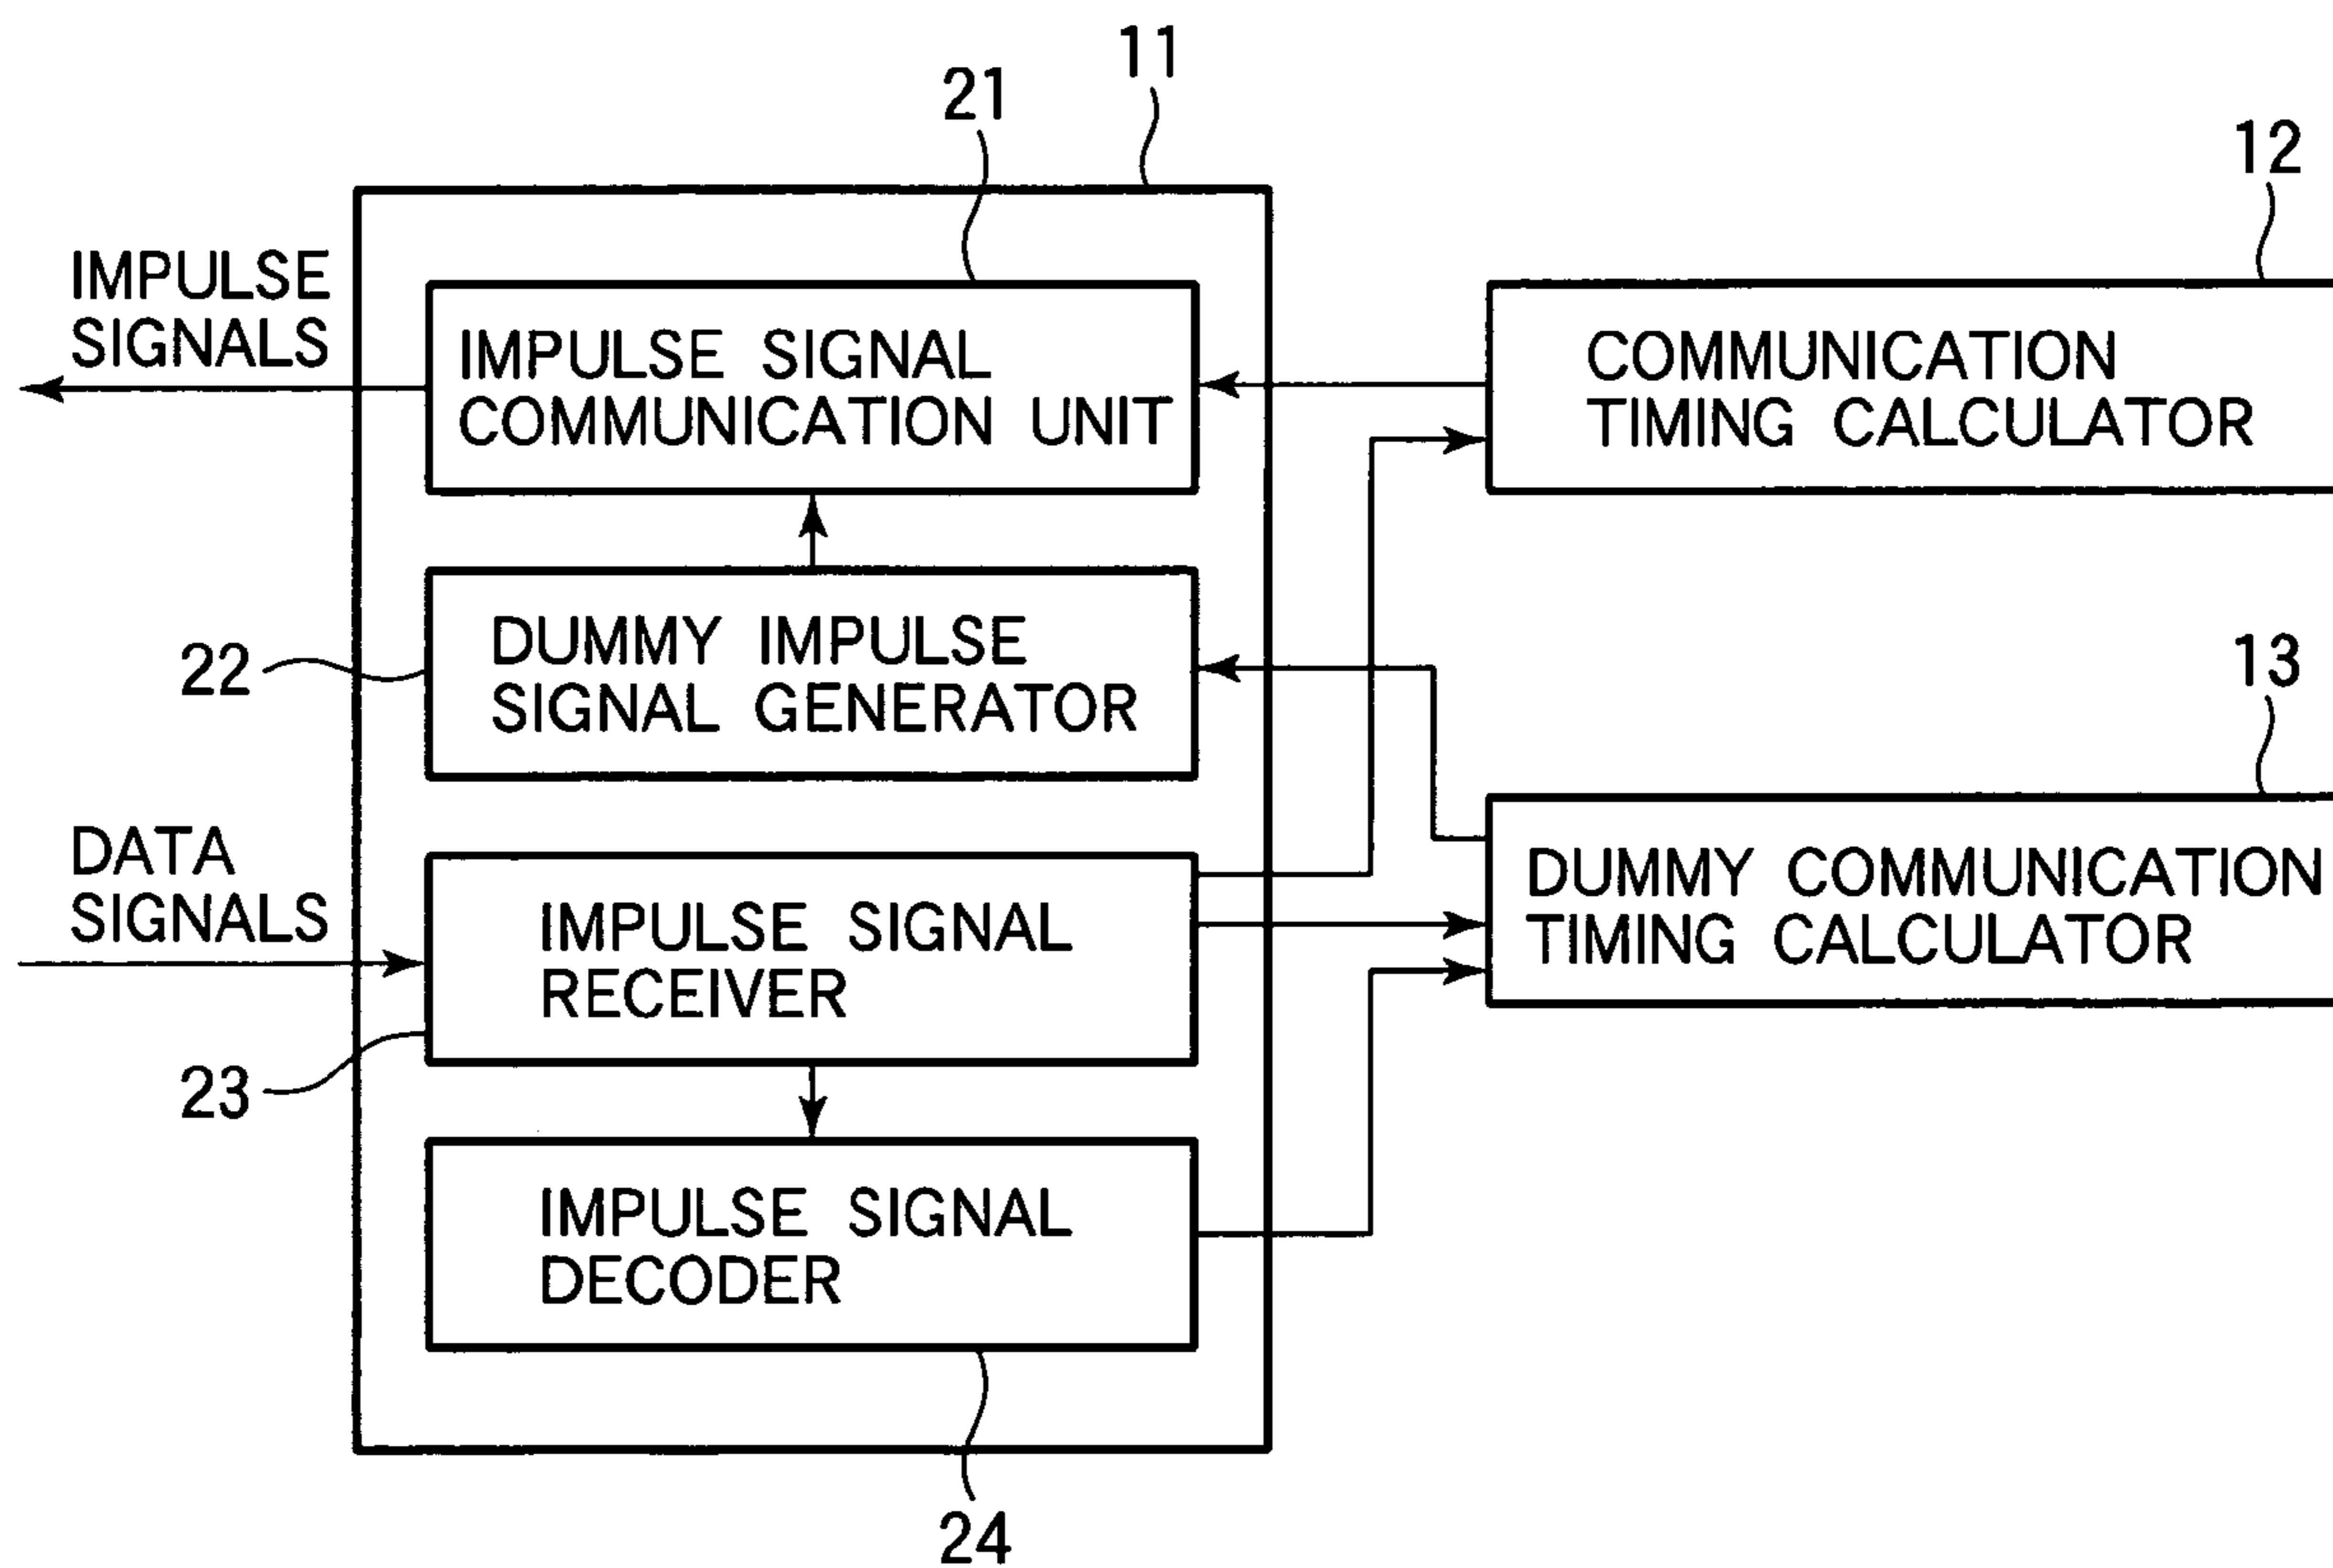 11
21
12
IMPULSE
SIGNALS
IMPULSE SIGNAL
COMMUNICATION UNIT
COMMUNICATION
TIMING CALCULATOR
22
DUMMY IMPULSE
SIGNAL GENERATOR
13
DATA
SIGNALS
IMPULSE SIGNAL
RECEIVER
DUMMY COMMUNICATION
TIMING CALCULATOR
23
IMPULSE SIGNAL
DECODER
24